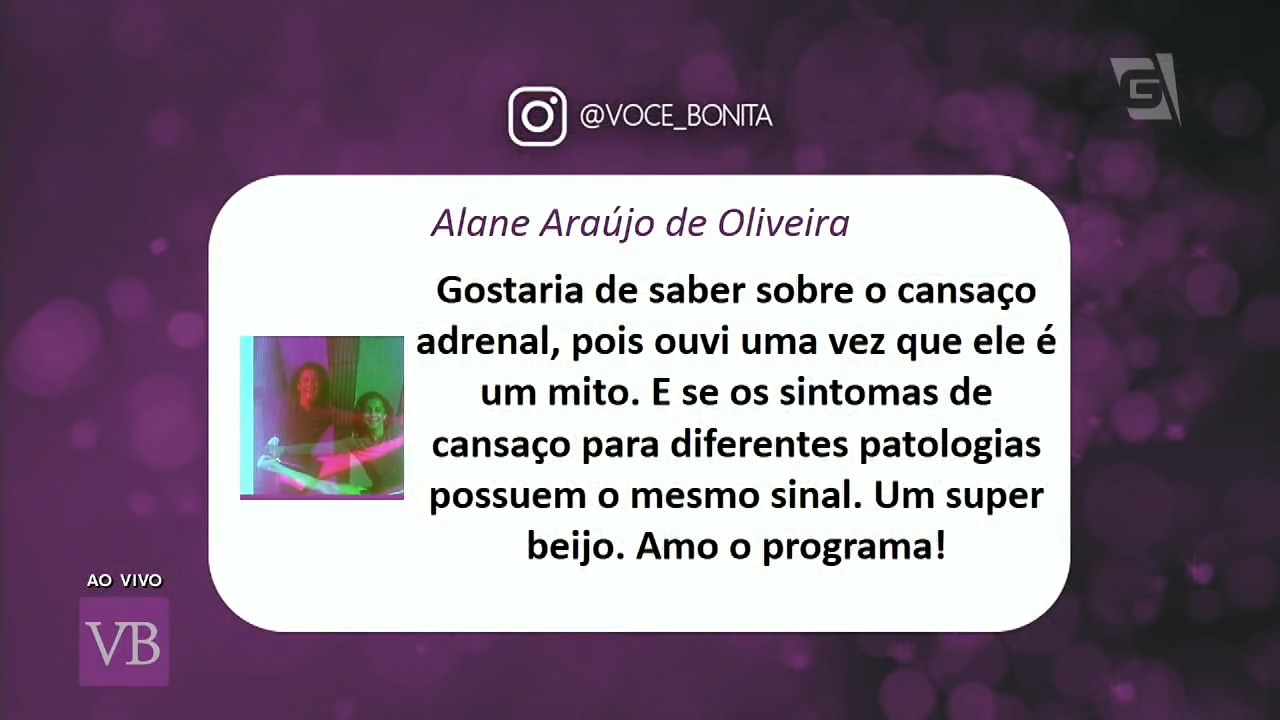 @VOCE_BONITA
Alane Araújo de Oliveira
Gostaria de saber sobre o cansaço
adrenal, pois ouvi uma vez que ele é
um mito. E se os sintomas de
cansaço para diferentes patologias
possuem o mesmo sinal. Um super
beijo. Amo o programa!
AO VIVO
VB